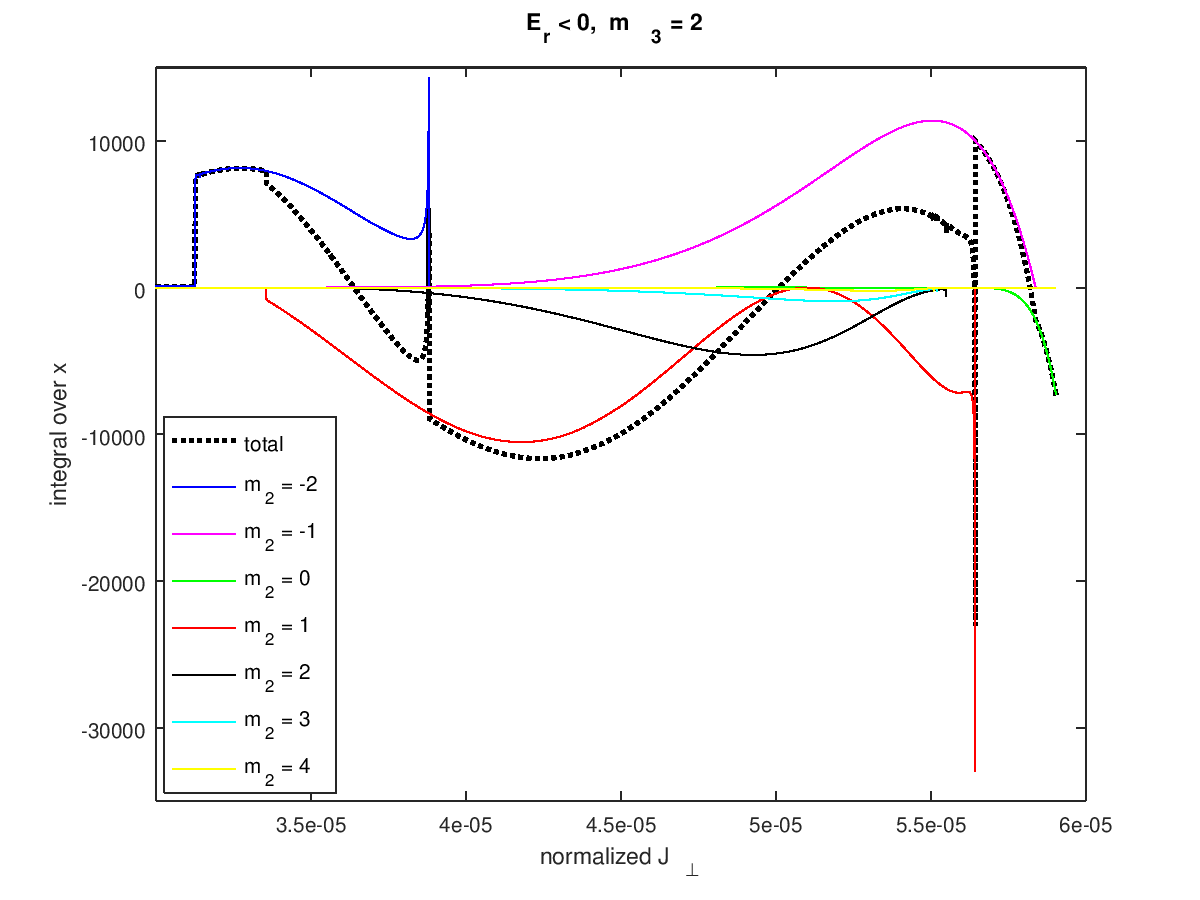 E_r < 0, m_3 = 2
10000
0
-10000
-20000
-30000
integral over x
total
m_2 = -2
m_2 = -1
m_2 = 0
m_2 = 1
m_2 = 2
m_2 = 3
m_2 = 4
3.5e-05 4e-05 4.5e-05 5e-05 5.5e-05 6e-05
normalized J_⊥